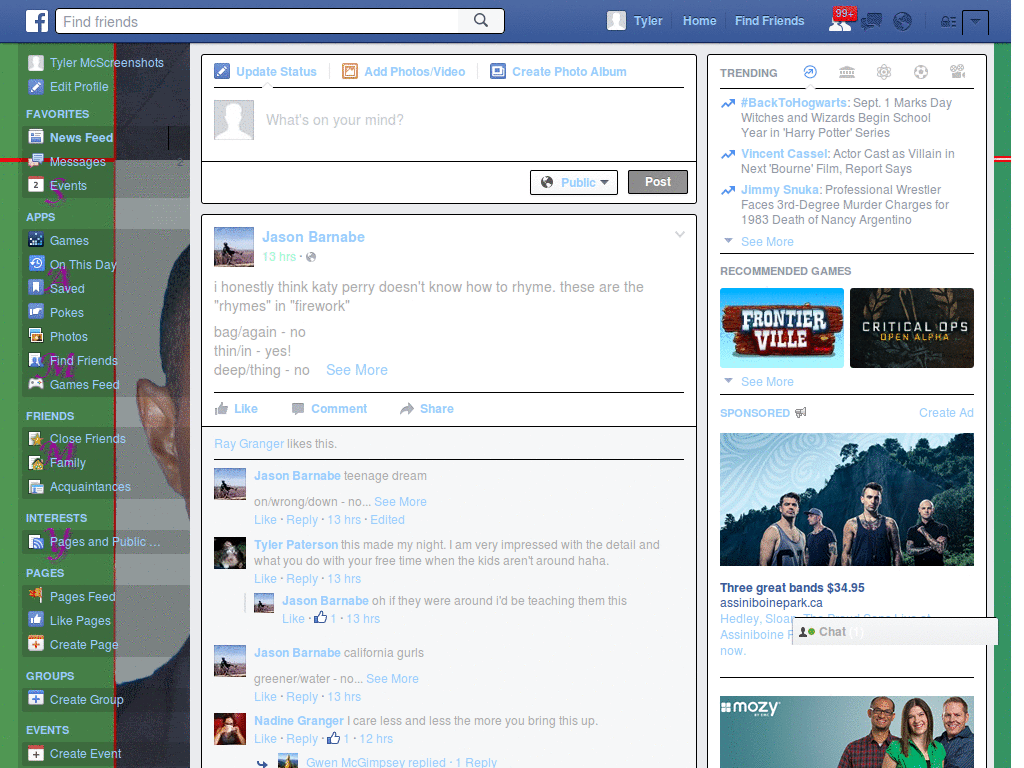 Find friends
Tyler
Home
Find Friends
99+
Tyler McScreenshots
Edit Profile
FAVORITES
News Feed
Messages
2
Events
2
S
APPS
Games
On This Day
A
Saved
Pokes
Photos
Find Friends
M
Games Feed
FRIENDS
Close Friends
M
Family
Acquaintances
INTERESTS
Pages and Public ...
Y
PAGES
Pages Feed
Like Pages
Create Page
GROUPS
Create Group
EVENTS
Create Event
Update Status
Add Photos/Video
Create Photo Album
What's on your mind?
Public
Post
Jason Barnabe
13 hrs ·
i honestly think katy perry doesn't know how to rhyme. these are the
"rhymes" in "firework"
bag/again - no
thin/in - yes!
deep/thing - no See More
Like
Comment
Share
Ray Granger likes this.
Jason Barnabe teenage dream
on/wrong/down - no... See More
Like · Reply · 13 hrs · Edited
Tyler Paterson this made my night. I am very impressed with the detail and
what you do with your free time when the kids aren't around haha.
Like · Reply · 13 hrs
Jason Barnabe oh if they were around i'd be teaching them this
Like · 1 · 13 hrs
Jason Barnabe california gurls
greener/water - no... See More
Like · Reply · 13 hrs
Nadine Granger I care less and less the more you bring this up.
Like · Reply · 1 · 12 hrs
Gwen McGimpsey replied · 1 Reply
TRENDING
#BackToHogwarts: Sept. 1 Marks Day
Witches and Wizards Begin School
Year in 'Harry Potter' Series
Vincent Cassel: Actor Cast as Villain in
Next 'Bourne' Film, Report Says
Jimmy Snuka: Professional Wrestler
Faces 3rd-Degree Murder Charges for
1983 Death of Nancy Argentino
See More
RECOMMENDED GAMES
FRONTIER
VILLE
CRITICAL OPS
OPEN ALPHA
See More
SPONSORED
Create Ad
Three great bands $34.95
assiniboinepark.ca
Hedley, Sloan, The Proud Sons Live at
Assiniboine P
now.
Chat (1)
mozy
BY EMC